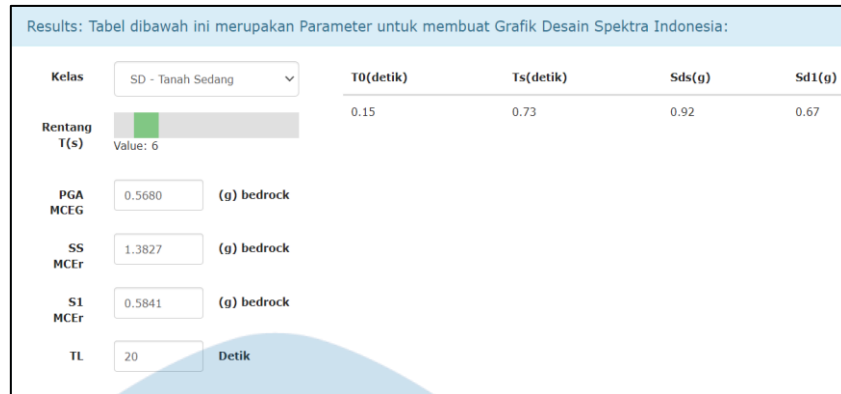 Results: Tabel dibawah ini merupakan Parameter untuk membuat Grafik Desain Spektra Indonesia:
Kelas SD - Tanah Sedang
Rentang T(s) Value: 6
PGA MCEG 0.5680 (g) bedrock
SS MCEr 1.3827 (g) bedrock
S1 MCEr 0.5841 (g) bedrock
TL 20 Detik
T0(detik) Ts(detik) Sds(g) Sd1(g)
0.15 0.73 0.92 0.67